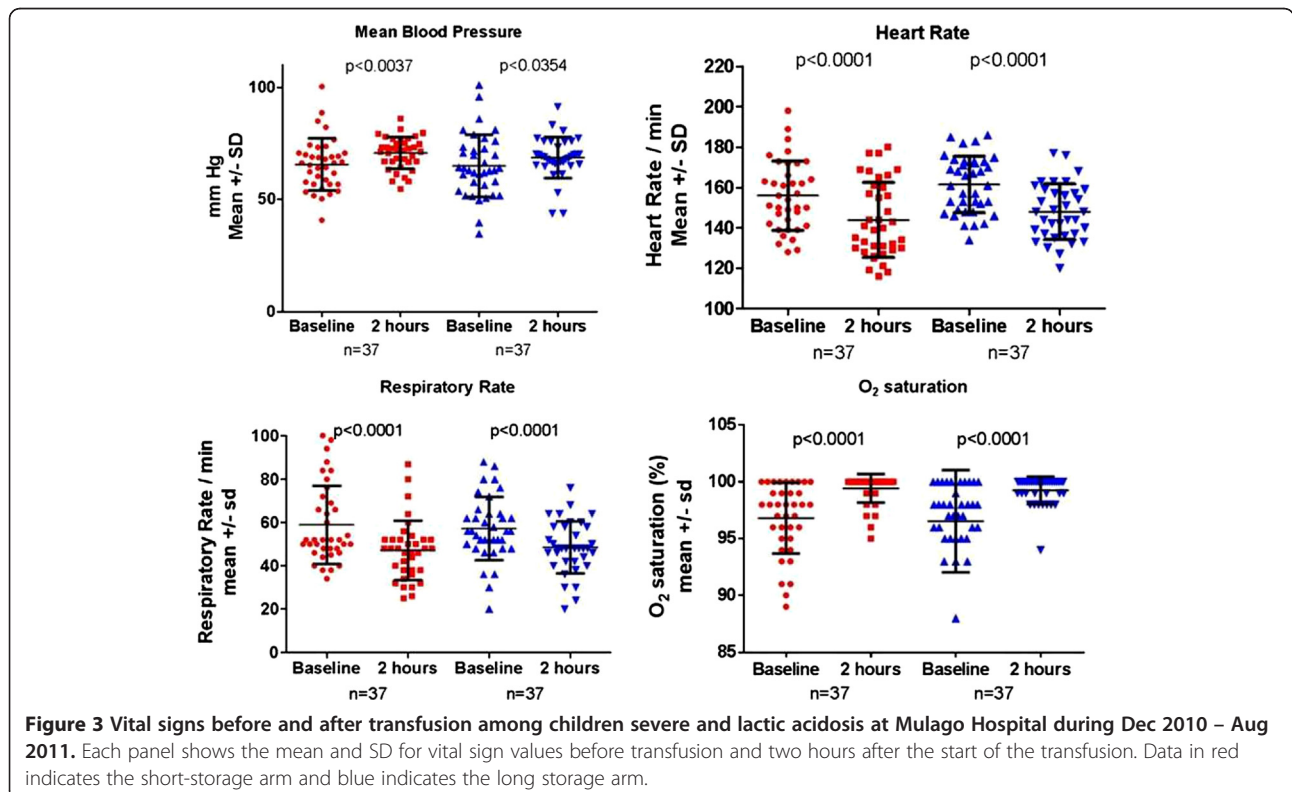 Mean Blood Pressure
p<0.0037 p<0.0354
mm Hg
Mean +/- SD
100
50
0
Baseline 2 hours Baseline 2 hours
n=37 n=37
Heart Rate
p<0.0001 p<0.0001
Heart Rate / min
Mean +/- SD
220
200
180
160
140
120
100
Baseline 2 hours Baseline 2 hours
n=37 n=37
Respiratory Rate
p<0.0001 p<0.0001
Respiratory Rate / min
mean +/- sd
100
80
60
40
20
0
Baseline 2 hours Baseline 2 hours
n=37 n=37
O₂ saturation
p<0.0001 p<0.0001
O₂ saturation (%)
mean +/- sd
100
95
90
85
Baseline 2 hours Baseline 2 hours
n=37 n=37
Figure 3 Vital signs before and after transfusion among children severe and lactic acidosis at Mulago Hospital during Dec 2010 – Aug
2011. Each panel shows the mean and SD for vital sign values before transfusion and two hours after the start of the transfusion. Data in red
indicates the short-storage arm and blue indicates the long storage arm.